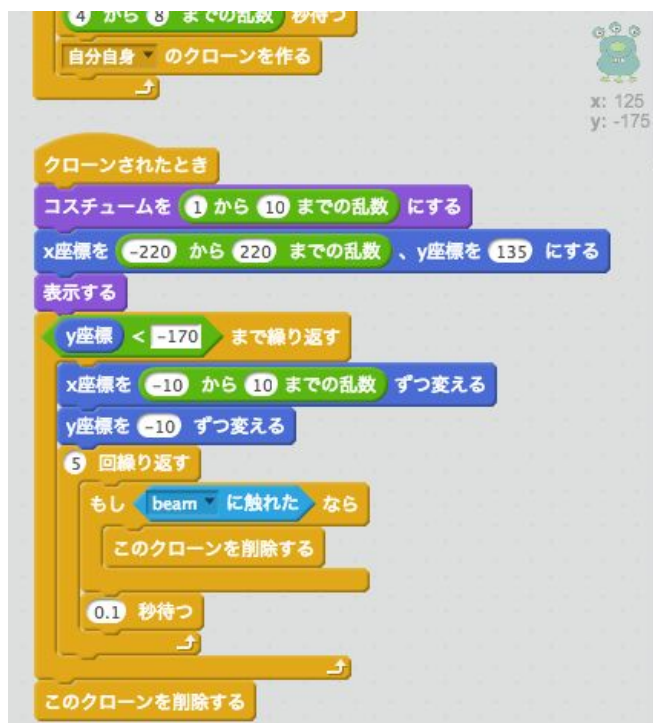 4 から 8 までの乱数 秒待つ
自分自身 のクローンを作る
x: 125
y: -175
クローンされたとき
コスチュームを 1 から 10 までの乱数 にする
x座標を -220 から 220 までの乱数 、y座標を 135 にする
表示する
y座標 < -170 まで繰り返す
x座標を -10 から 10 までの乱数 ずつ変える
y座標を -10 ずつ変える
5 回繰り返す
もし beam に触れた なら
このクローンを削除する
0.1 秒待つ
このクローンを削除する